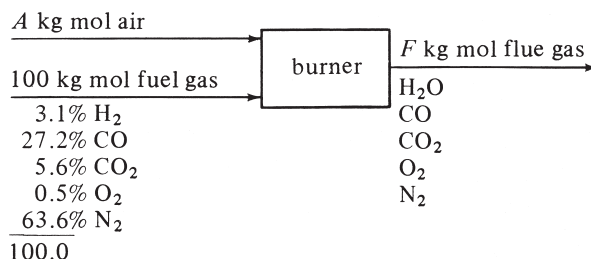 A kg mol air
100 kg mol fuel gas
3.1% H₂
27.2% CO
5.6% CO₂
0.5% O₂
63.6% N₂
100.0
burner
F kg mol flue gas
H₂O
CO
CO₂
O₂
N₂